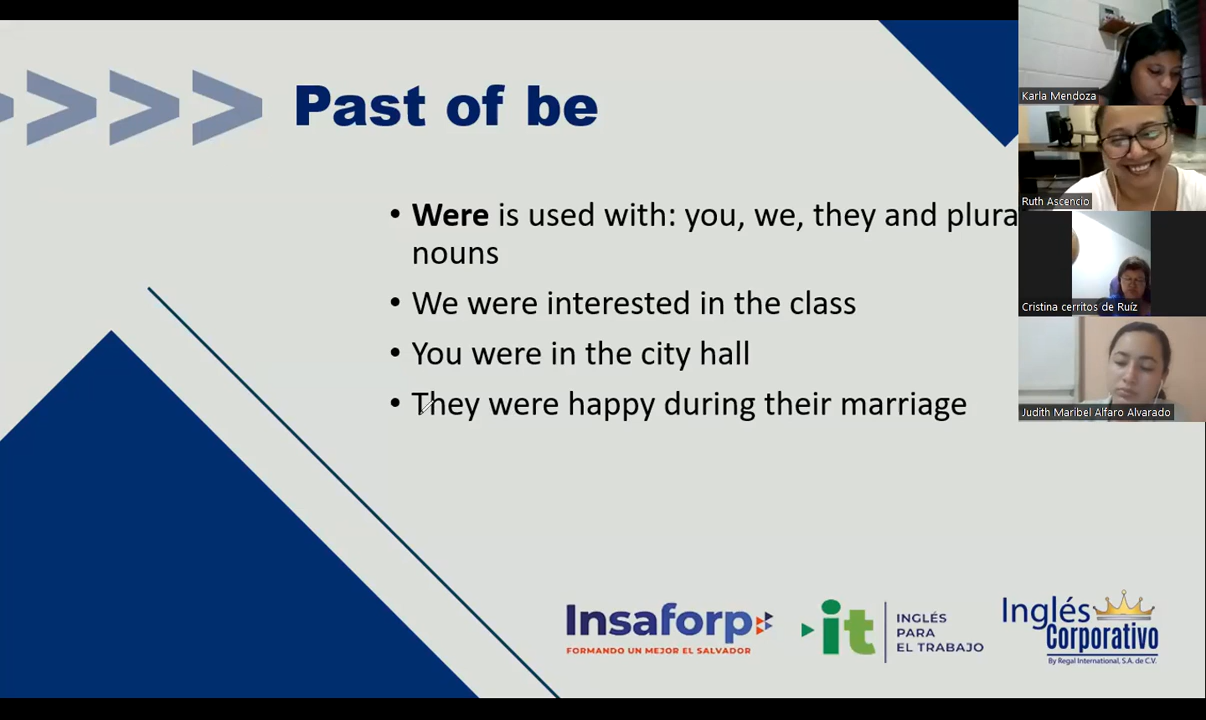 Past of be
• Were is used with: you, we, they and plura
nouns
• We were interested in the class
• You were in the city hall
• They were happy during their marriage
Karla Mendoza
Ruth Ascencio
Cristina cerritos de Ruíz
Judith Maribel Alfaro Alvarado
Insaforp
FORMANDO UN MEJOR EL SALVADOR
it
INGLÉS
PARA
EL TRABAJO
Inglés
Corporativo
By Regal International, S.A. de C.V.